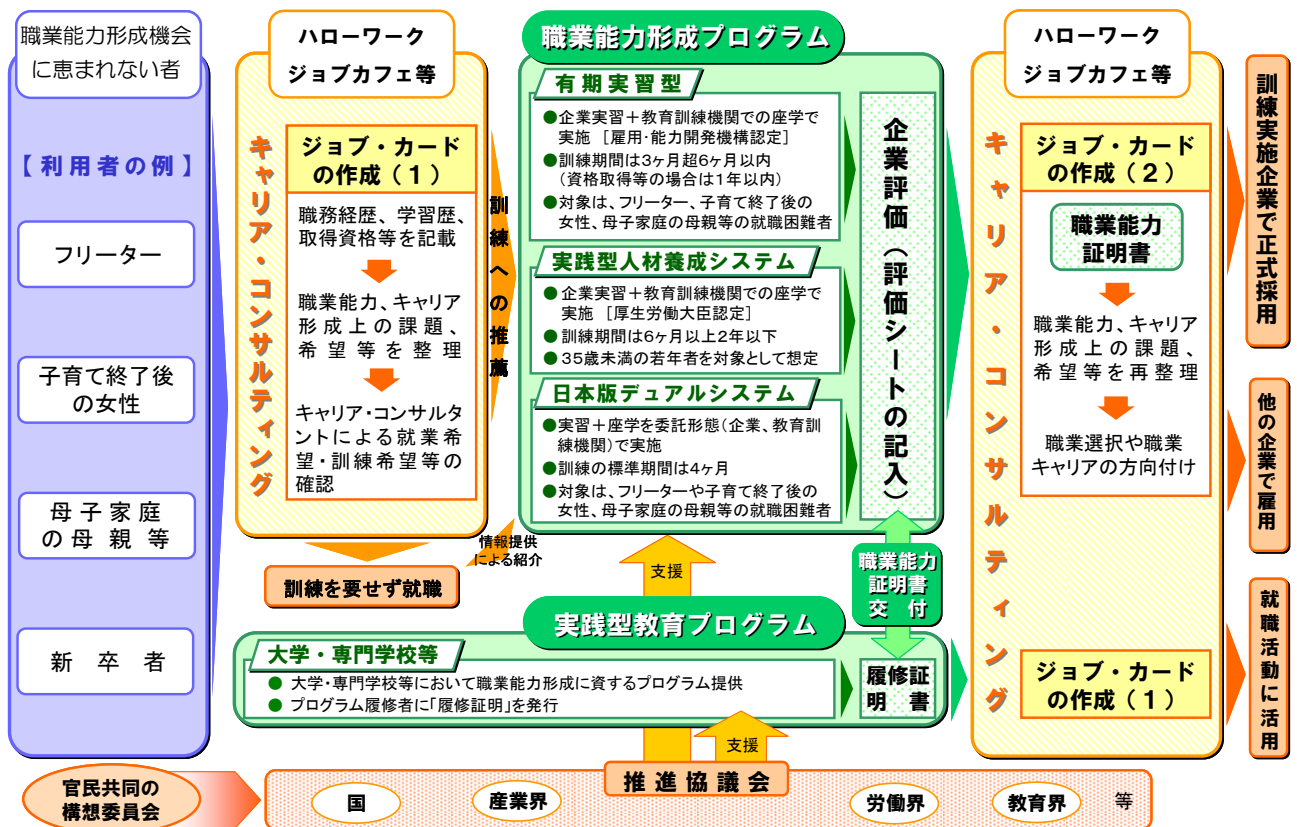 職業能力形成機会
に恵まれない者
【利用者の例】
フリーター
子育て終了後
の女性
母子家庭
の母親等
新卒者
ハローワーク
ジョブカフェ等
キャリア・コンサルティング
ジョブ・カード
の作成(1)
職務経歴、学習歴、
取得資格等を記載
職業能力、キャリア
形成上の課題、
希望等を整理
キャリア・コンサルタ
ントによる就業希
望・訓練希望等の
確認
訓練への推薦
訓練を要せず就職
情報提供
による紹介
職業能力形成プログラム
有期実習型
●企業実習+教育訓練機関での座学で
実施 [雇用・能力開発機構認定]
●訓練期間は3ヶ月超6ヶ月以内
(資格取得等の場合は1年以内)
●対象は、フリーター、子育て終了後の
女性、母子家庭の母親等の就職困難者
実践型人材養成システム
●企業実習+教育訓練機関での座学で
実施 [厚生労働大臣認定]
●訓練期間は6ヶ月以上2年以下
●35歳未満の若年者を対象として想定
日本版デュアルシステム
●実習+座学を委託形態(企業、教育訓
練機関)で実施
●訓練の標準期間は4ヶ月
●対象は、フリーターや子育て終了後の
女性、母子家庭の母親等の就職困難者
企業評価(評価シートの記入)
支援
職業能力
証明書
交付
実践型教育プログラム
大学・専門学校等
● 大学・専門学校等において職業能力形成に資するプログラム提供
● プログラム履修者に「履修証明」を発行
履修証
明書
支援
ハローワーク
ジョブカフェ等
キャリア・コンサルティング
ジョブ・カード
の作成(2)
職業能力
証明書
職業能力、キャリア
形成上の課題、
希望等を再整理
職業選択や職業
キャリアの方向付け
ジョブ・カード
の作成(1)
訓練実施企業で正式採用
他の企業で雇用
就職活動に活用
官民共同の
構想委員会
推進協議会
国
産業界
労働界
教育界
等